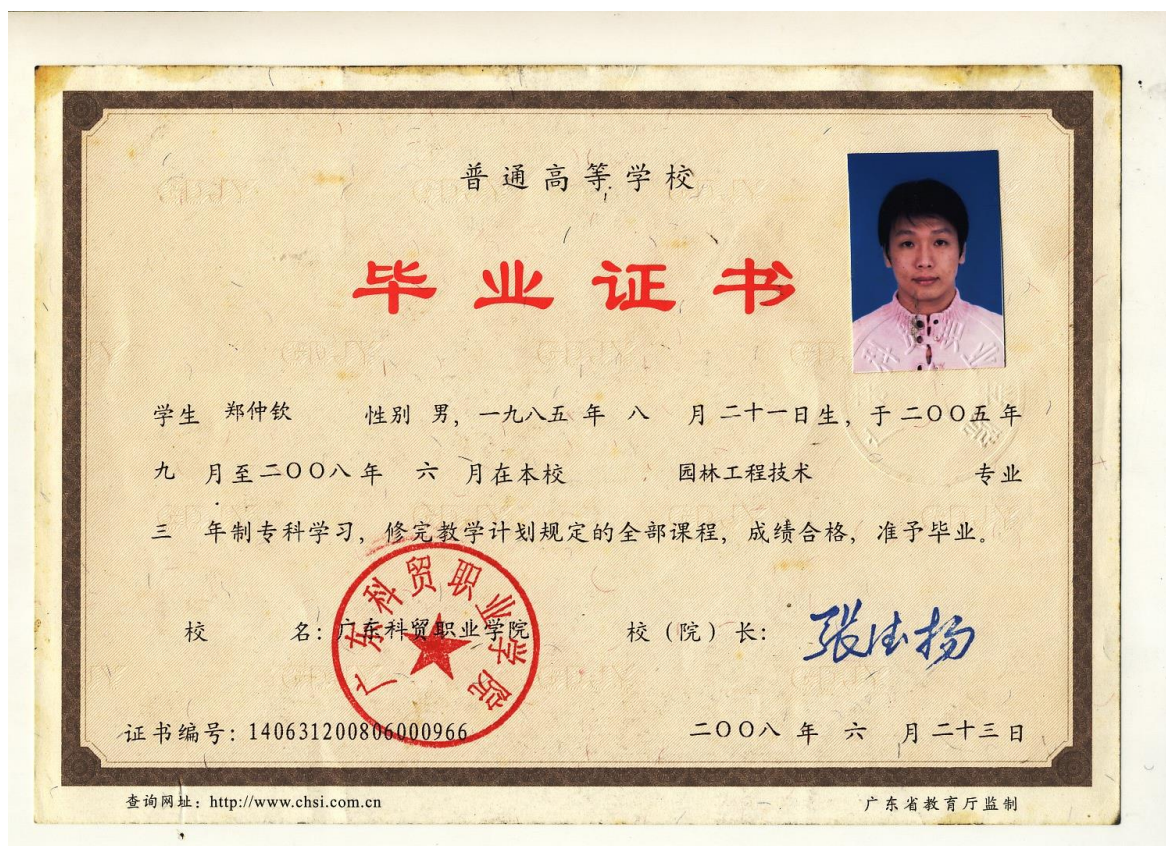 普通高等学校
毕业证书
学生 郑仲钦 性别 男，一九八五年 八 月二十一日生，于二〇〇五年
九 月至二〇〇八年 六 月在本校 园林工程技术 专业
三 年制专科学习，修完教学计划规定的全部课程，成绩合格，准予毕业。
校 名：广东科贸职业学院 校（院）长：
广东科贸职业学院
证书编号：140631200806000966 二〇〇八年 六 月二十三日
查询网址：http://www.chsi.com.cn 广东省教育厅监制